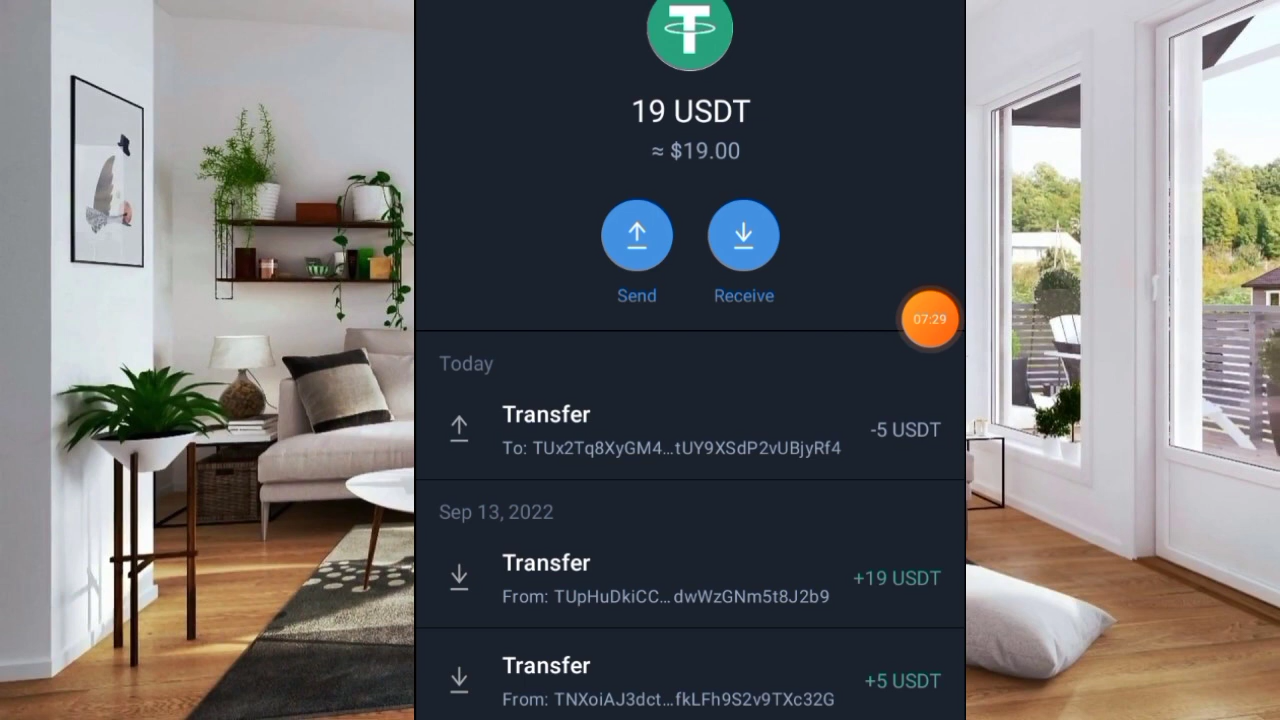 19 USDT
≈ $19.00
Send
Receive
07:29
Today
Transfer
-5 USDT
To: TUx2Tq8XyGM4...tUY9XSdP2vUBjyRf4
Sep 13, 2022
Transfer
+19 USDT
From: TUpHuDkiCC...dwWzGNm5t8J2b9
Transfer
+5 USDT
From: TNXoiAJ3dct...fkLFh9S2v9TXc32G